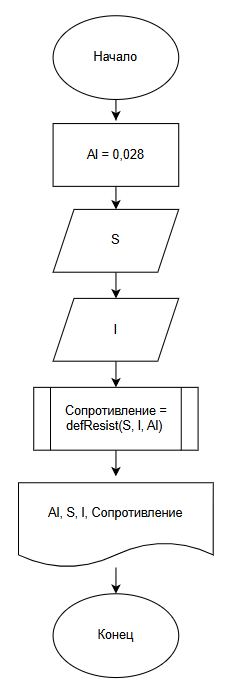 Начало
Al = 0,028
S
l
Сопротивление =
defResist(S, l, Al)
Al, S, l, Сопротивление
Конец